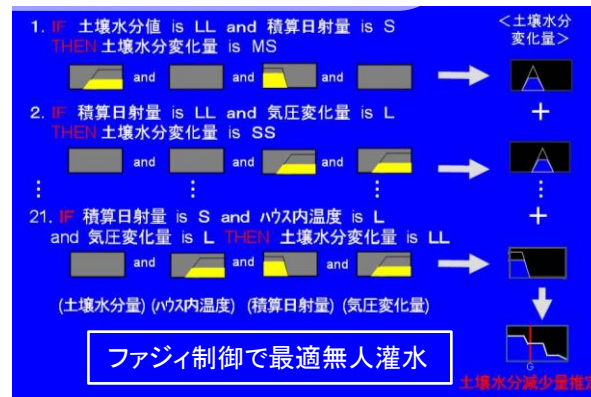 1. IF 土壌水分値 is LL and 積算日射量 is S
THEN 土壌水分変化量 is MS
<土壌水分
変化量>
and and and
+
2. IF 積算日射量 is LL and 気圧変化量 is L
THEN 土壌水分変化量 is SS
and and and
⋮ ⋮ ⋮ ⋮
+
21. IF 積算日射量 is S and ハウス内温度 is L
and 気圧変化量 is L THEN 土壌水分変化量 is LL
and and and
(土壌水分量) (ハウス内温度) (積算日射量) (気圧変化量)
G
ファジィ制御で最適無人灌水
土壌水分減少量推定